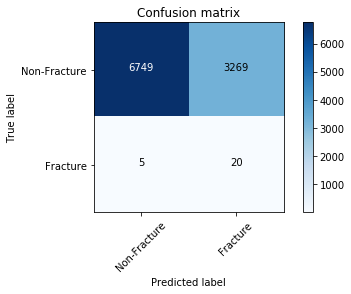 Confusion matrix
True label
Non-Fracture
6749
3269
Fracture
5
20
Non-Fracture
Fracture
Predicted label
6000
5000
4000
3000
2000
1000